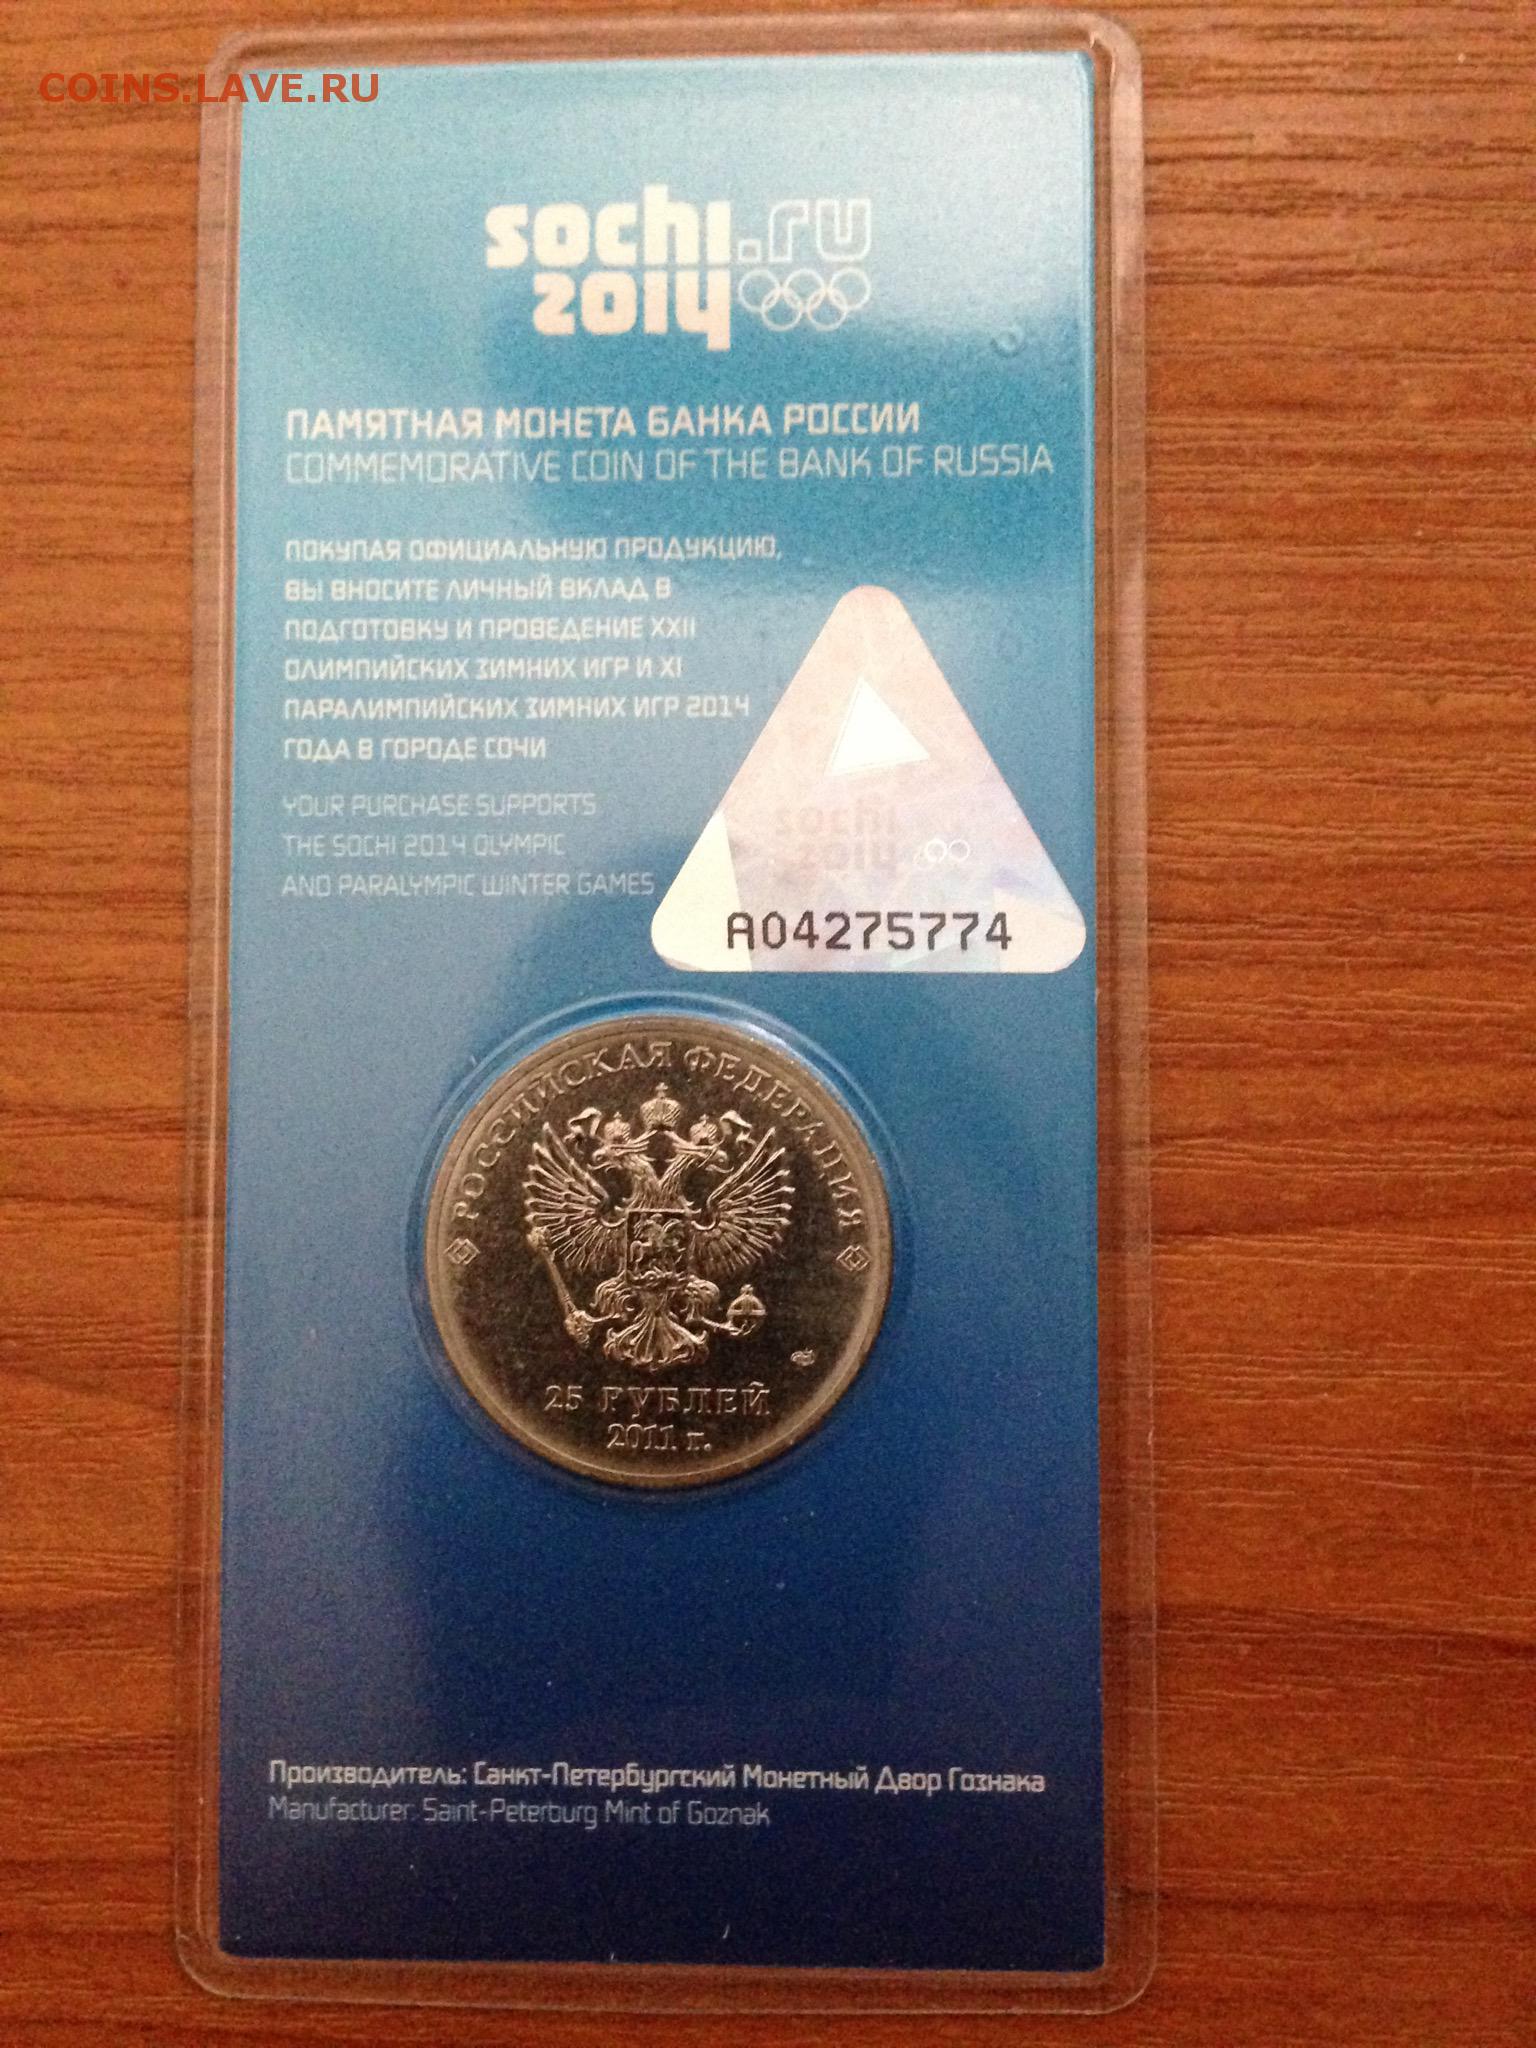 COINS.LAVE.RU
sochi.ru
2014
ПАМЯТНАЯ МОНЕТА БАНКА РОССИИ
COMMEMORATIVE COIN OF THE BANK OF RUSSIA
ПОКУПАЯ ОФИЦИАЛЬНУЮ ПРОДУКЦИЮ,
ВЫ ВНОСИТЕ ЛИЧНЫЙ ВКЛАД В
ПОДГОТОВКУ И ПРОВЕДЕНИЕ XXII
ОЛИМПИЙСКИХ ЗИМНИХ ИГР И XI
ПАРАЛИМПИЙСКИХ ЗИМНИХ ИГР 2014
ГОДА В ГОРОДЕ СОЧИ
YOUR PURCHASE SUPPORTS
THE SOCHI 2014 OLYMPIC
AND PARALYMPIC WINTER GAMES
sochi
2014
A04275774
РОССИЙСКАЯ ФЕДЕРАЦИЯ
25 РУБЛЕЙ
2011 г.
Производитель: Санкт-Петербургский Монетный Двор Гознака
Manufacturer: Saint-Peterburg Mint of Goznak